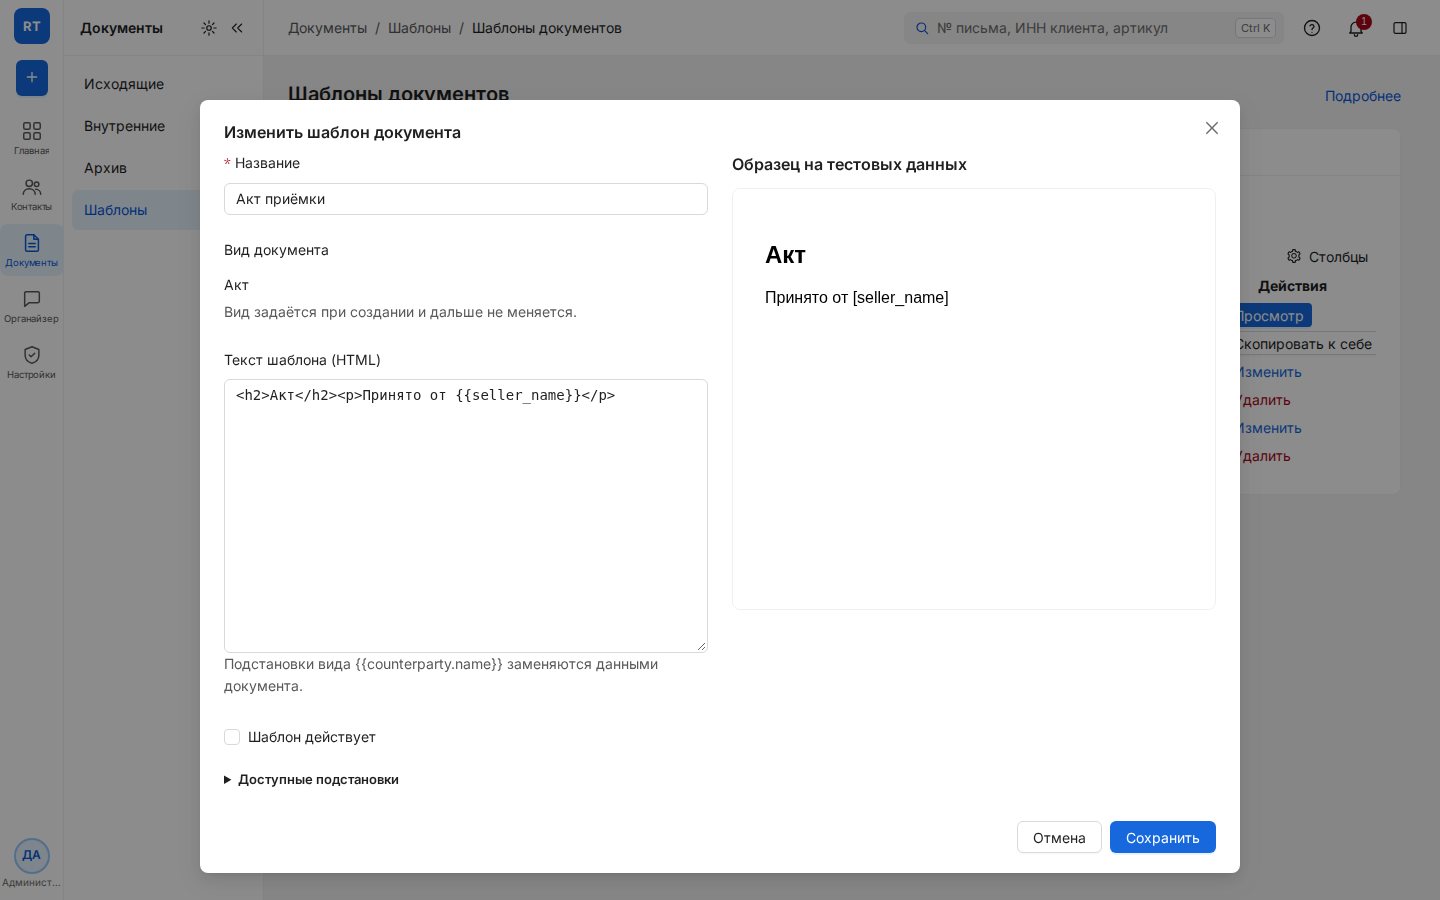 RT
Документы
Документы / Шаблоны / Шаблоны документов
№ письма, ИНН клиента, артикул
Ctrl K
1
+
Главная
Контакты
Документы
Органайзер
Настройки
Исходящие
Внутренние
Архив
Шаблоны
Шаблоны документов
Подробнее
Столбцы
Действия
Просмотр
Скопировать к себе
Изменить
Удалить
Изменить
Удалить
Изменить шаблон документа
* Название
Акт приёмки
Вид документа
Акт
Вид задаётся при создании и дальше не меняется.
Текст шаблона (HTML)
<h2>Акт</h2><p>Принято от {{seller_name}}</p>
Подстановки вида {{counterparty.name}} заменяются данными
документа.
Шаблон действует
Доступные подстановки
Образец на тестовых данных
Акт
Принято от [seller_name]
Отмена
Сохранить
ДА
Админист...